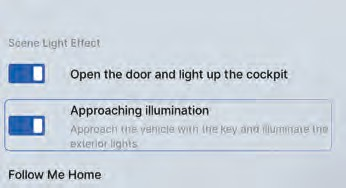 Scene Light Effect
Open the door and light up the cockpit
Approaching illumination
Approach the vehicle with the key and illuminate the
exterior lights.
Follow Me Home